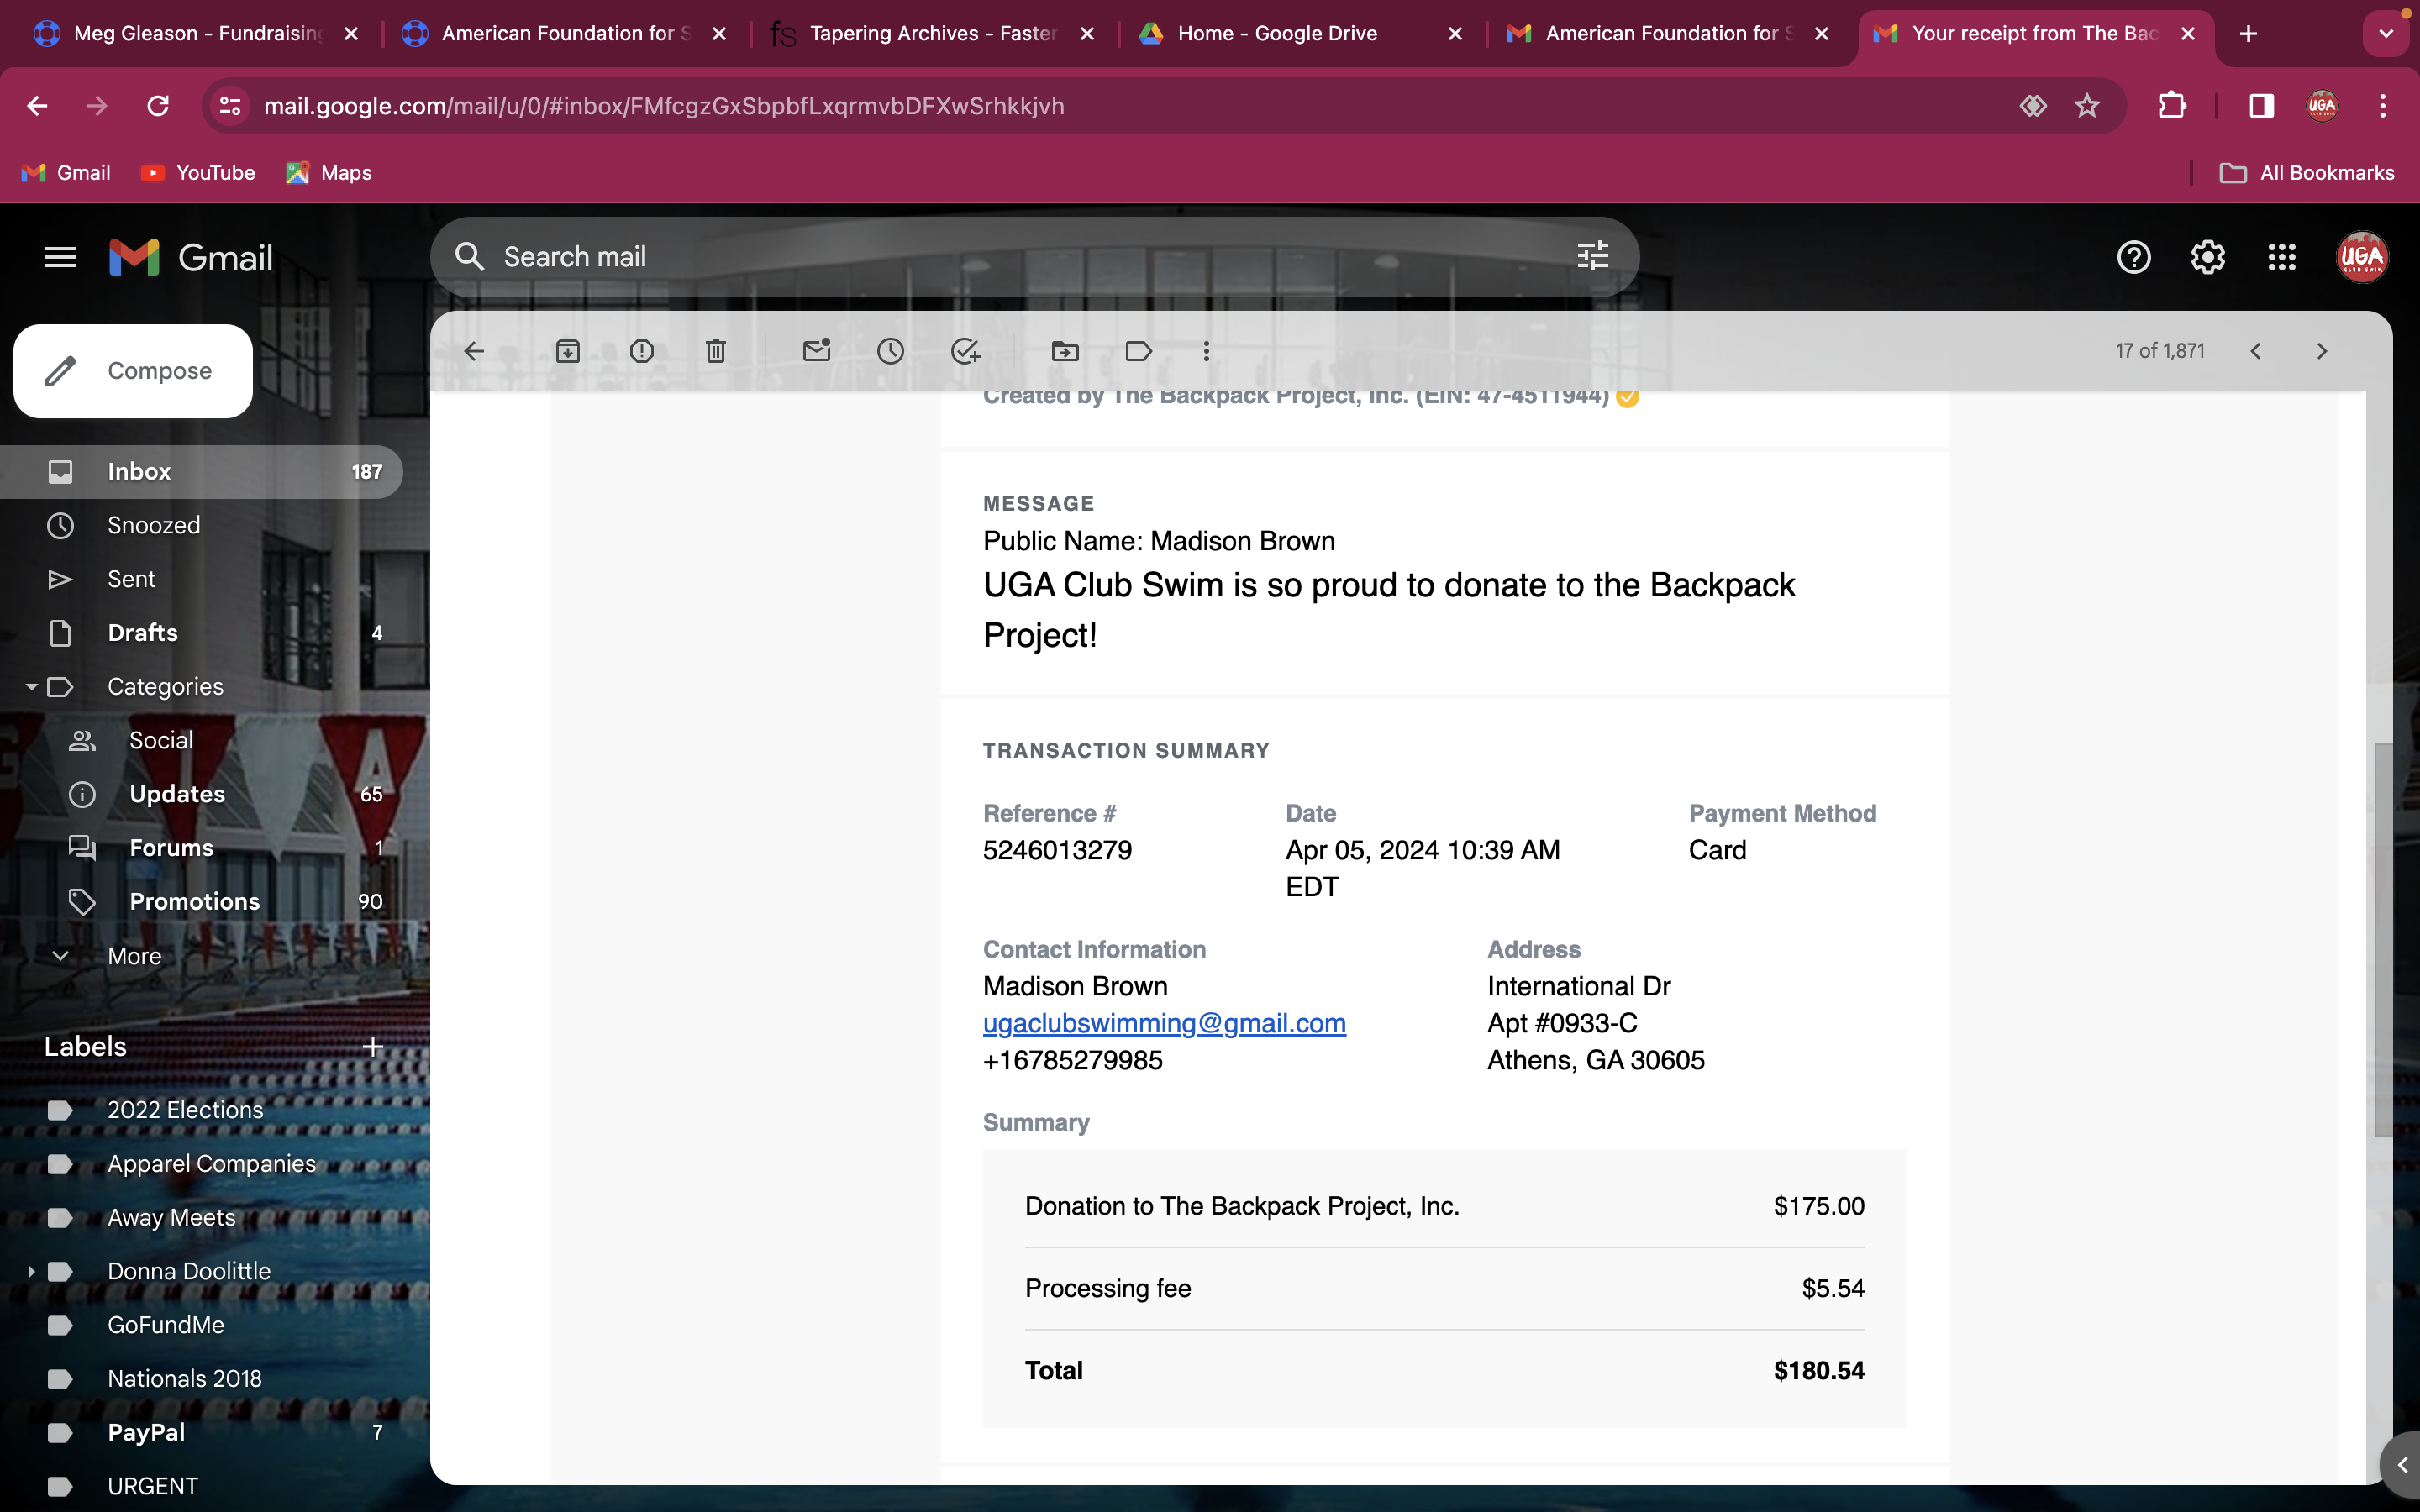 Meg Gleason - Fundraising
American Foundation for S
fs Tapering Archives - Faster
Home - Google Drive
American Foundation for S
Your receipt from The Bac
mail.google.com/mail/u/0/#inbox/FMfcgzGxSbpbfLxqrmvbDFXwSrhkkjvh
UGA
Gmail
YouTube
Maps
All Bookmarks
Gmail
Search mail
UGA
CLUB SWIM
Compose
17 of 1,871
Inbox 187
Snoozed
Sent
Drafts 4
Categories
Social
Updates 65
Forums 1
Promotions 90
More
Labels
2022 Elections
Apparel Companies
Away Meets
Donna Doolittle
GoFundMe
Nationals 2018
PayPal 7
URGENT
Created by The Backpack Project, Inc. (EIN: 47-4511944)
MESSAGE
Public Name: Madison Brown
UGA Club Swim is so proud to donate to the Backpack
Project!
TRANSACTION SUMMARY
Reference # Date Payment Method
5246013279 Apr 05, 2024 10:39 AM Card
EDT
Contact Information Address
Madison Brown International Dr
ugaclubswimming@gmail.com Apt #0933-C
+16785279985 Athens, GA 30605
Summary
Donation to The Backpack Project, Inc. $175.00
Processing fee $5.54
Total $180.54
G
A